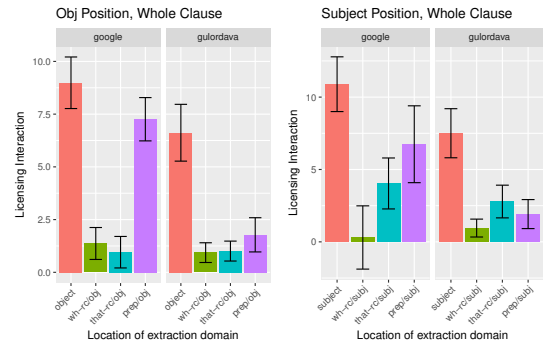 Obj Position, Whole Clause
google gulordava
Licensing Interaction
10.0
7.5
5.0
2.5
0.0
object wh-rc/obj that-rc/obj prep/obj object wh-rc/obj that-rc/obj prep/obj
Location of extraction domain
Subject Position, Whole Clause
google gulordava
Licensing Interaction
10
5
0
subject wh-rc/subj that-rc/subj prep/subj subject wh-rc/subj that-rc/subj prep/subj
Location of extraction domain